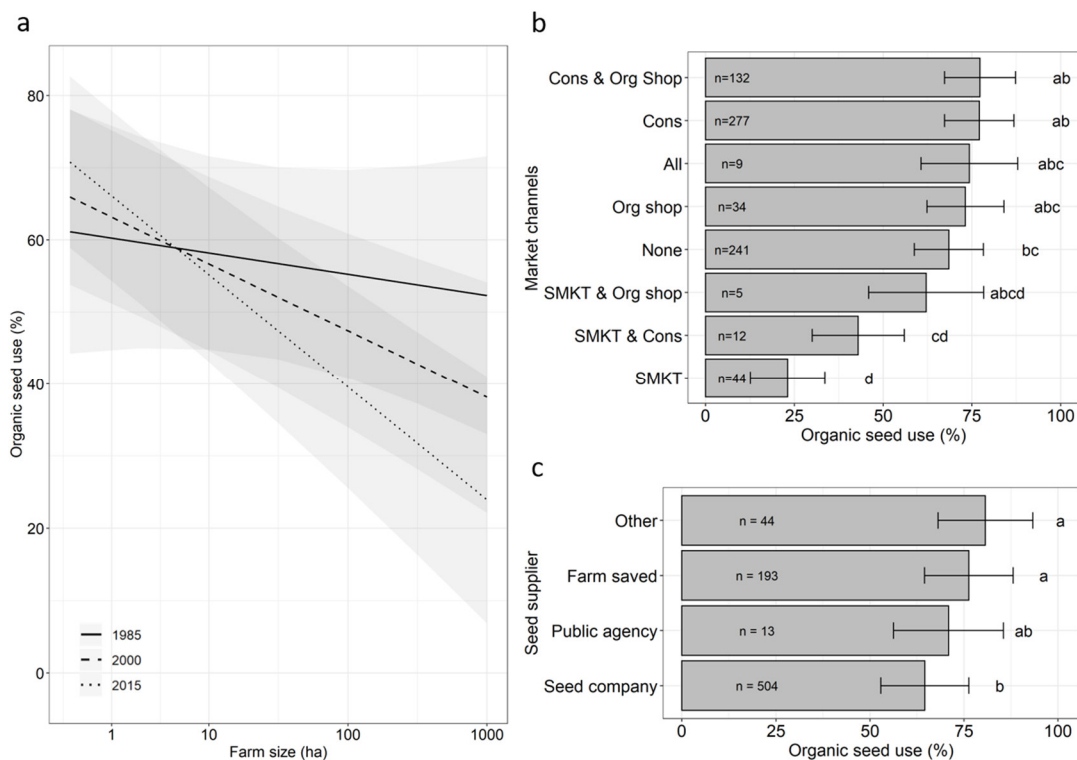 a
Organic seed use (%)
80
60
40
20
0
1985
2000
2015
1
10
100
1000
Farm size (ha)
b
Market channels
Cons & Org Shop n=132 ab
Cons n=277 ab
All n=9 abc
Org shop n=34 abc
None n=241 bc
SMKT & Org shop n=5 abcd
SMKT & Cons n=12 cd
SMKT n=44 d
0 25 50 75 100
Organic seed use (%)
c
Seed supplier
Other n = 44 a
Farm saved n = 193 a
Public agency n = 13 ab
Seed company n = 504 b
0 25 50 75 100
Organic seed use (%)